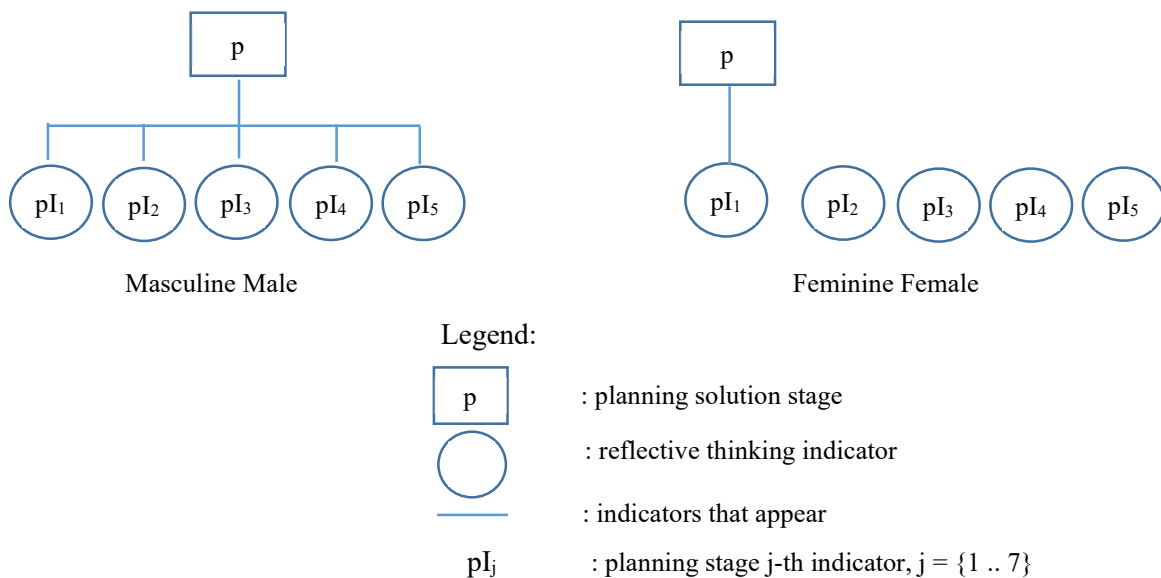 p
p
pI₁ pI₂ pI₃ pI₄ pI₅
pI₁ pI₂ pI₃ pI₄ pI₅
Masculine Male
Feminine Female
Legend:
p : planning solution stage
: reflective thinking indicator
: indicators that appear
pIⱼ : planning stage j-th indicator, j = {1 .. 7}